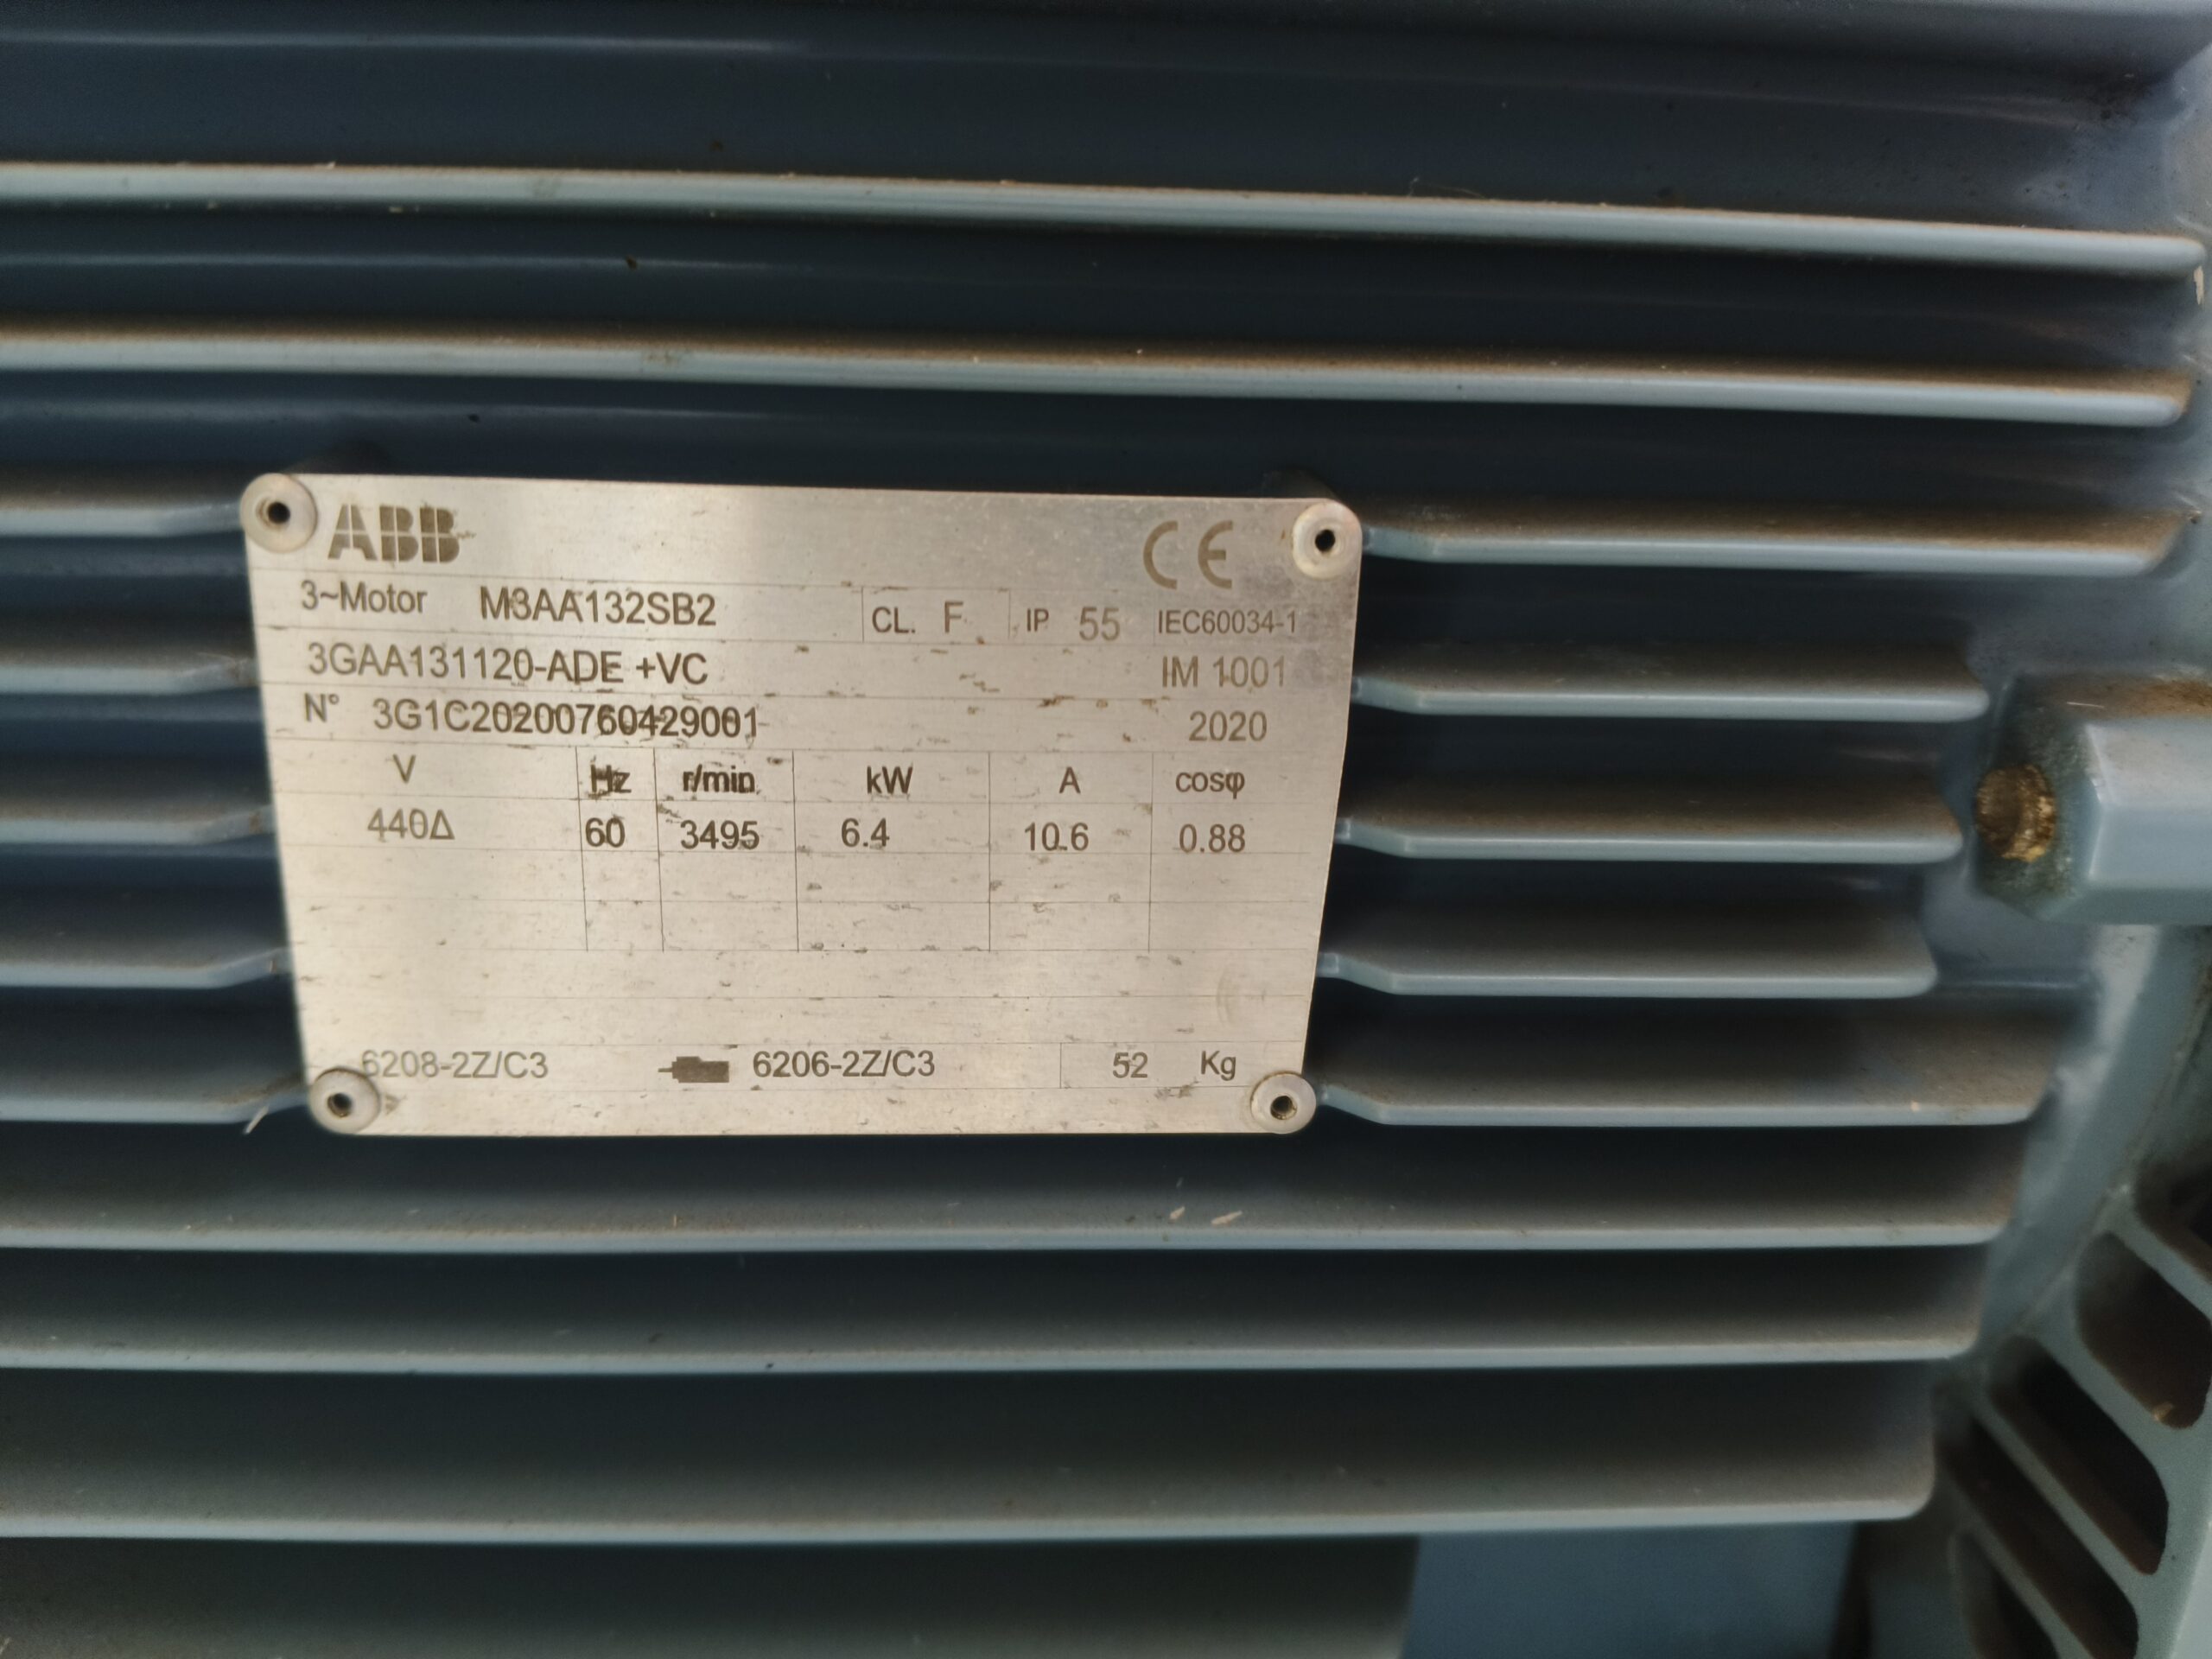 ABB CE
3~Motor M3AA132SB2 CL. F IP 55 IEC60034-1
3GAA131120-ADE +VC IM 1001
N° 3G1C20200760429001 2020
V Hz r/min kW A cosφ
440Δ 60 3495 6.4 10.6 0.88
6208-2Z/C3 6206-2Z/C3 52 Kg